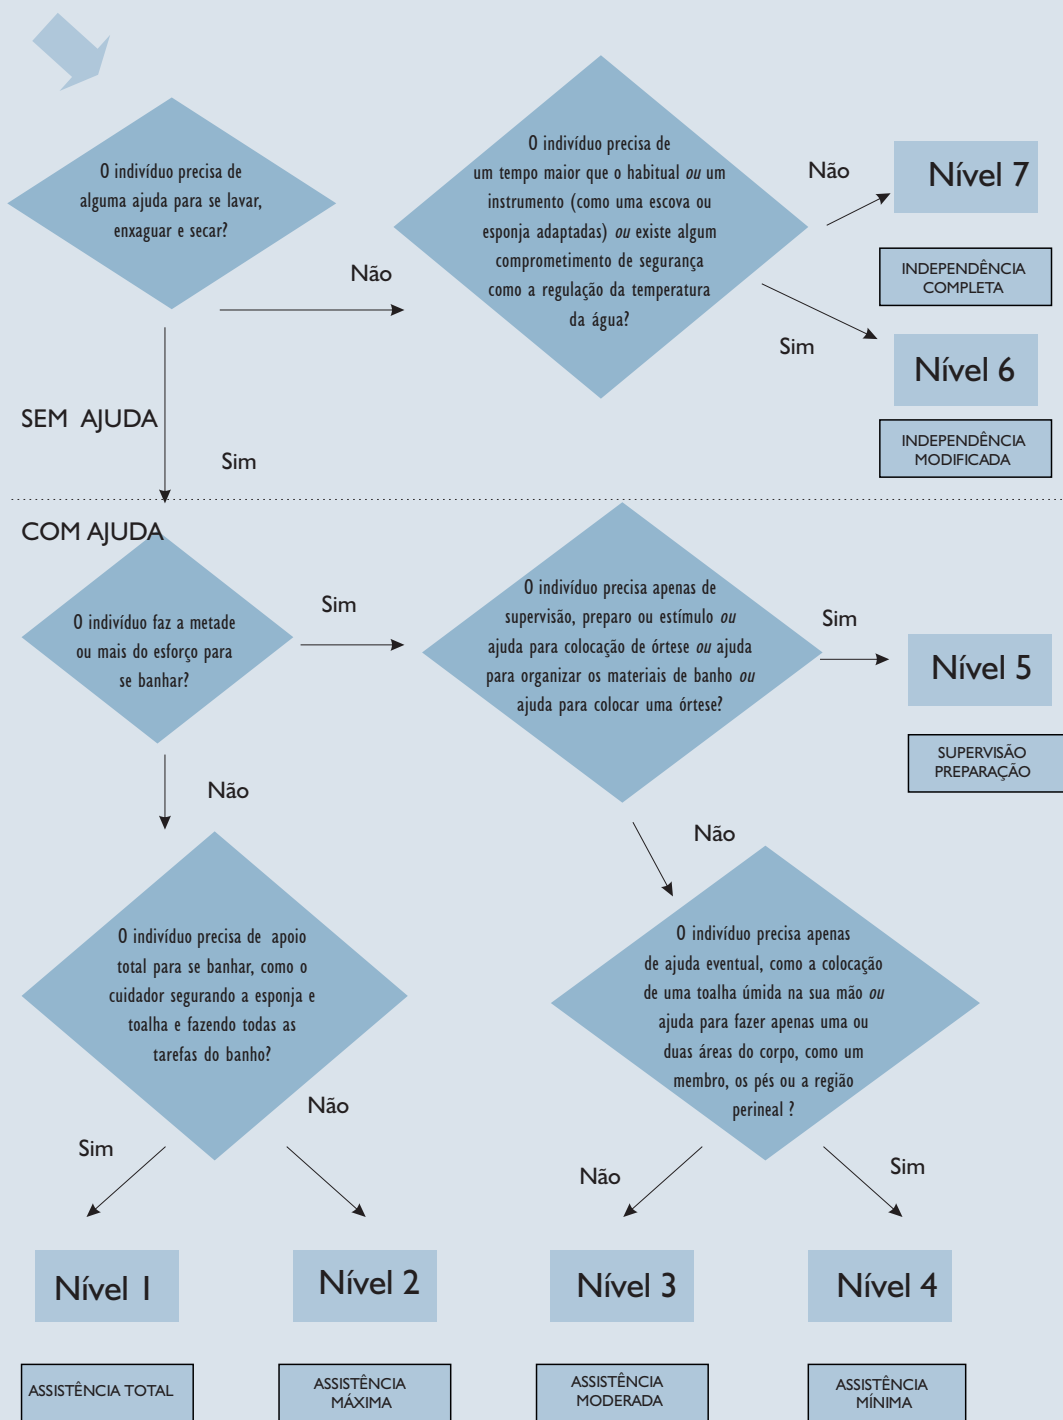 O indivíduo precisa de
alguma ajuda para se lavar,
enxaguar e secar?
Não
O indivíduo precisa de
um tempo maior que o habitual ou um
instrumento (como uma escova ou
esponja adaptadas) ou existe algum
comprometimento de segurança
como a regulação da temperatura
da água?
Não
Nível 7
INDEPENDÊNCIA
COMPLETA
Sim
Nível 6
INDEPENDÊNCIA
MODIFICADA
SEM AJUDA
Sim
COM AJUDA
O indivíduo faz a metade
ou mais do esforço para
se banhar?
Sim
O indivíduo precisa apenas de
supervisão, preparo ou estímulo ou
ajuda para colocação de órtese ou ajuda
para organizar os materiais de banho ou
ajuda para colocar uma órtese?
Sim
Nível 5
SUPERVISÃO
PREPARAÇÃO
Não
Não
O indivíduo precisa de apoio
total para se banhar, como o
cuidador segurando a esponja e
toalha e fazendo todas as
tarefas do banho?
O indivíduo precisa apenas
de ajuda eventual, como a colocação
de uma toalha úmida na sua mão ou
ajuda para fazer apenas uma ou
duas áreas do corpo, como um
membro, os pés ou a região
perineal ?
Sim
Não
Não
Sim
Nível 1
Nível 2
Nível 3
Nível 4
ASSISTÊNCIA TOTAL
ASSISTÊNCIA
MÁXIMA
ASSISTÊNCIA
MODERADA
ASSISTÊNCIA
MÍNIMA